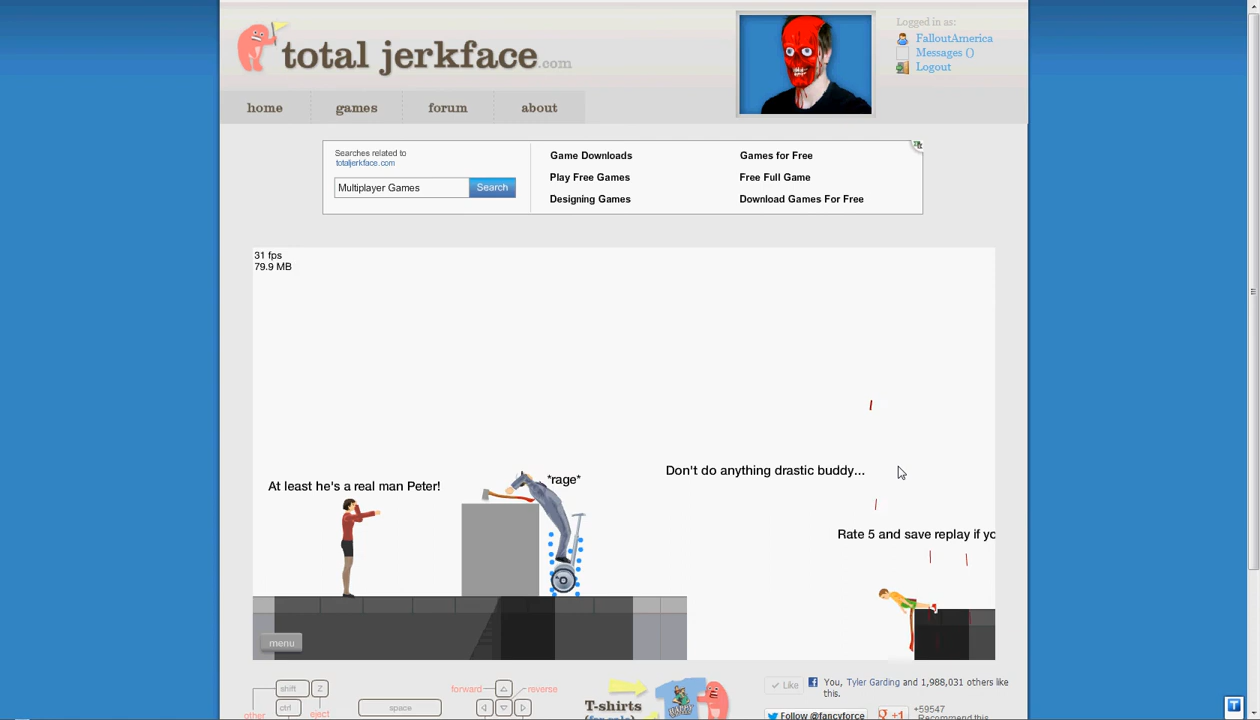 total jerkface.com
Logged in as:
FalloutAmerica
Messages ()
Logout
home games forum about
Searches related to
totaljerkface.com
Multiplayer Games Search
Game Downloads Games for Free
Play Free Games Free Full Game
Designing Games Download Games For Free
31 fps
79.9 MB
Don't do anything drastic buddy...
At least he's a real man Peter!
*rage*
Rate 5 and save replay if yo
menu
shift Z forward reverse
ctrl space
other eject
T-shirts
(for sale)
Like You, Tyler Garding and 1,988,031 others like
this.
Follow @fancyforce
+1 +59547
Recommend this
T